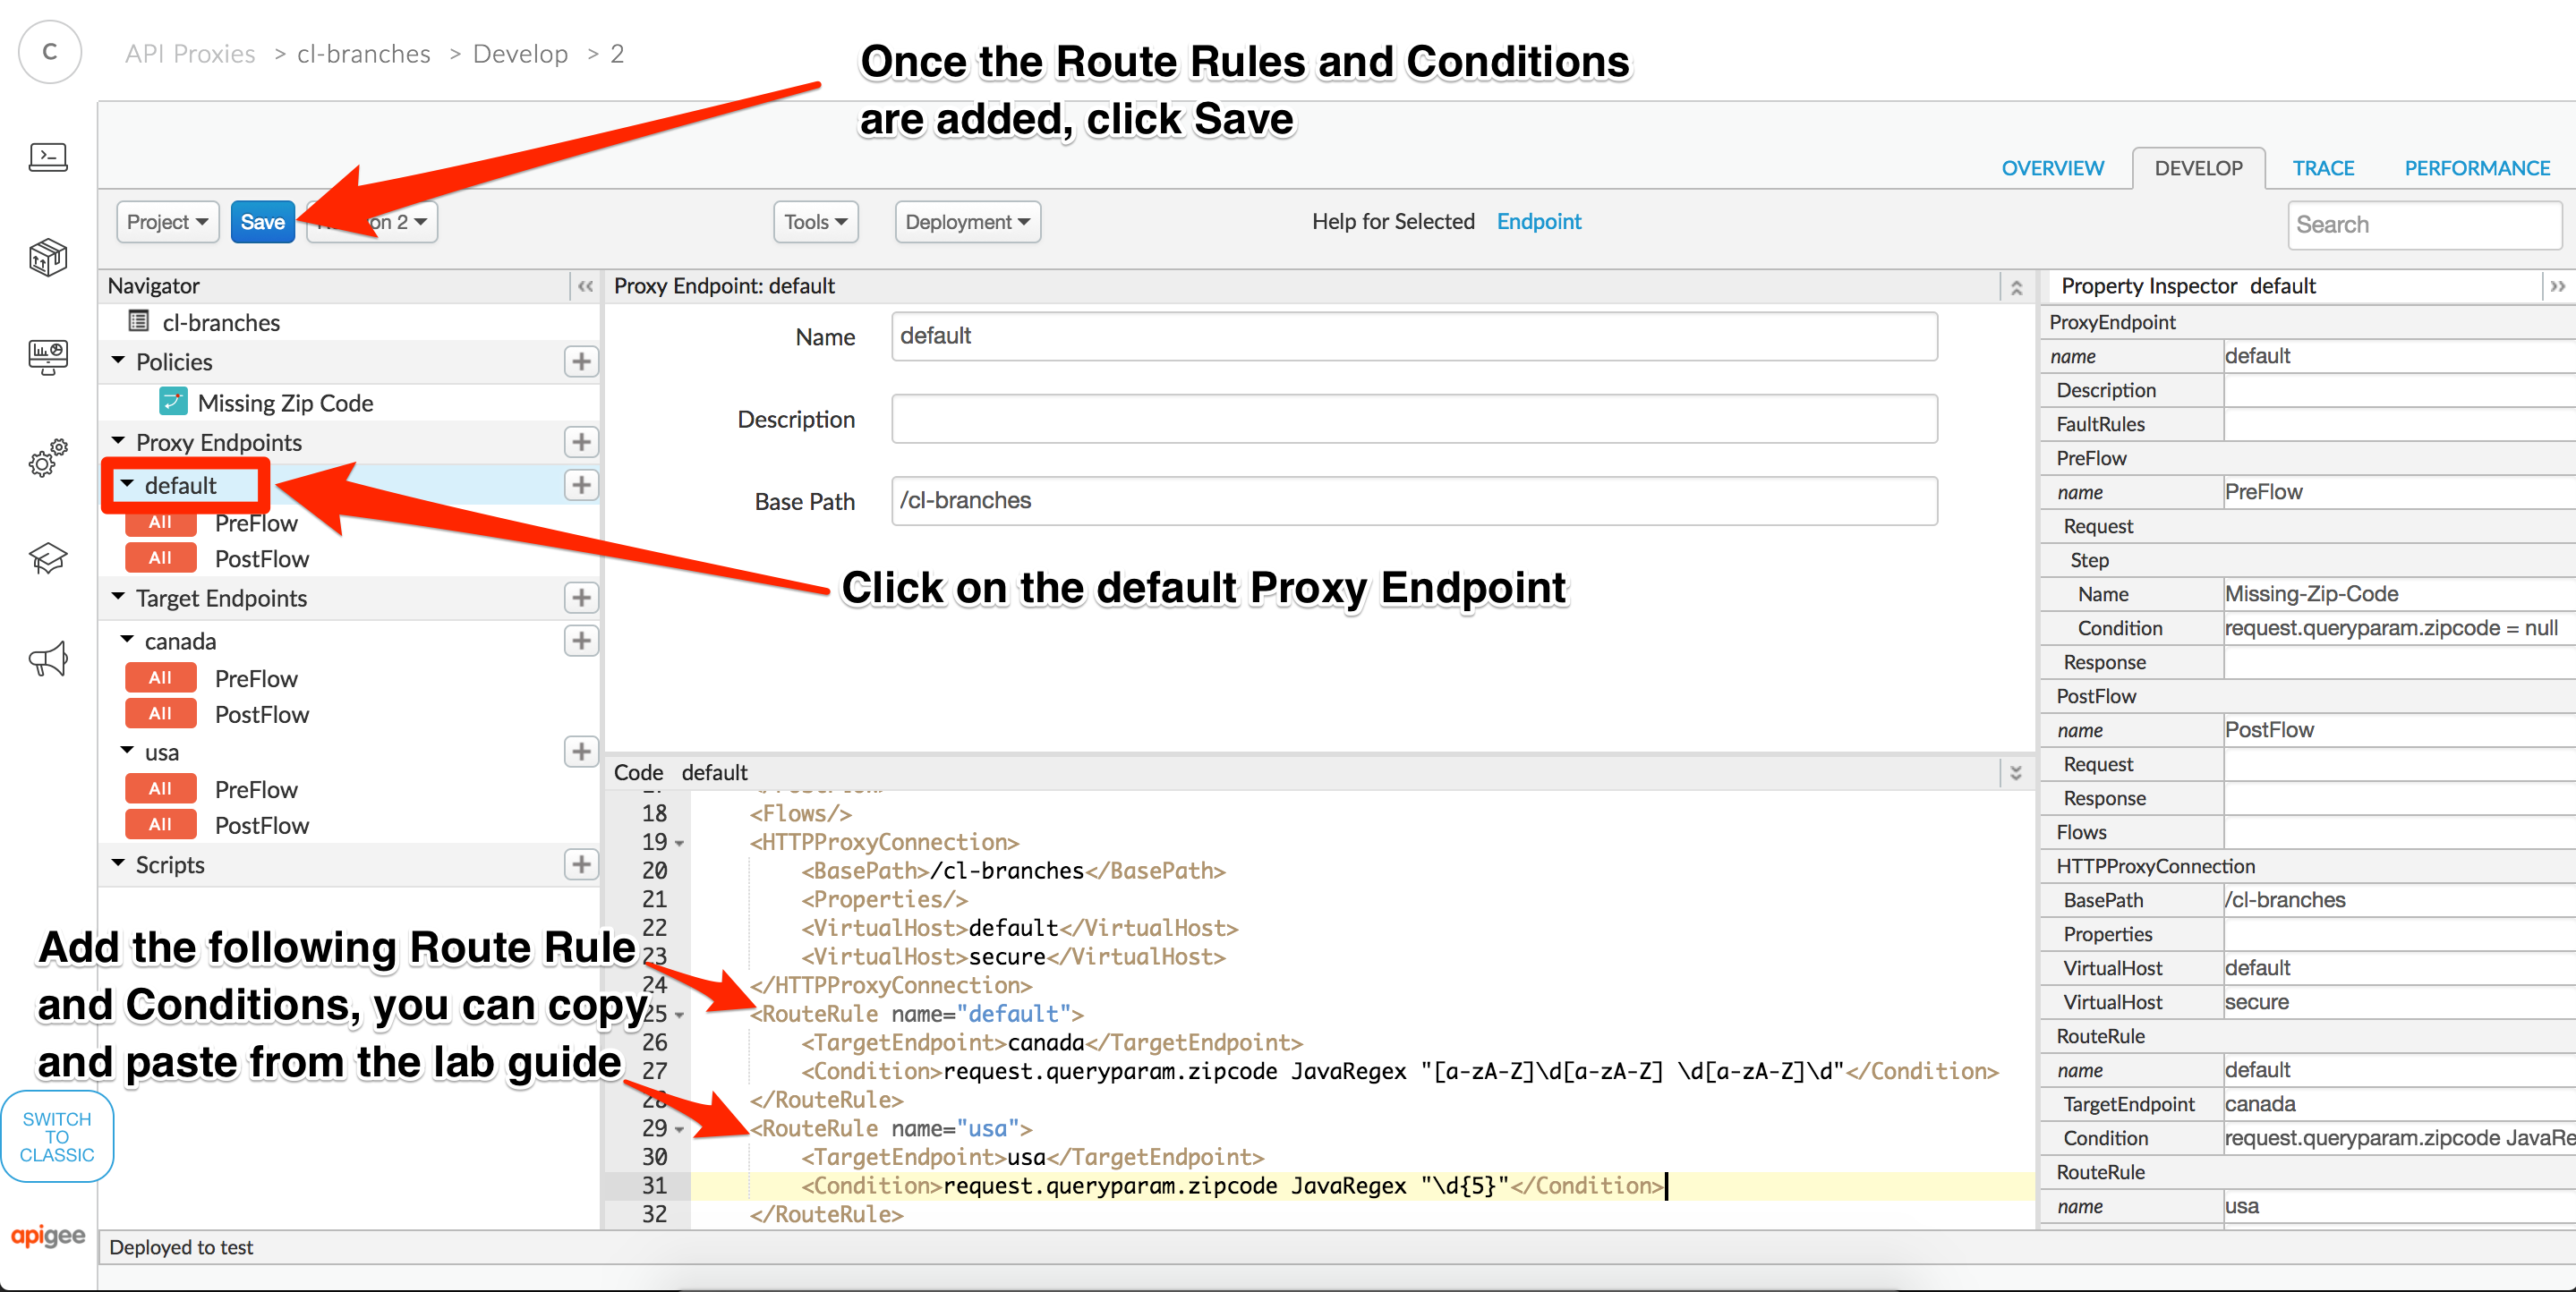 C
API Proxies > cl-branches > Develop > 2
Once the Route Rules and Conditions
are added, click Save
OVERVIEW DEVELOP TRACE PERFORMANCE
Project Save on 2 Tools Deployment Help for Selected Endpoint Search
Navigator
cl-branches
Policies
Missing Zip Code
Proxy Endpoints
default
All PreFlow
All PostFlow
Target Endpoints
canada
All PreFlow
All PostFlow
usa
All PreFlow
All PostFlow
Scripts
Proxy Endpoint: default
Name default
Description
Base Path /cl-branches
Click on the default Proxy Endpoint
Code default
18 <Flows/>
19 <HTTPProxyConnection>
20 <BasePath>/cl-branches</BasePath>
21 <Properties/>
22 <VirtualHost>default</VirtualHost>
23 <VirtualHost>secure</VirtualHost>
24 </HTTPProxyConnection>
25 <RouteRule name="default">
26 <TargetEndpoint>canada</TargetEndpoint>
27 <Condition>request.queryparam.zipcode JavaRegex "[a-zA-Z]\d[a-zA-Z] \d[a-zA-Z]\d"</Condition>
28 </RouteRule>
29 <RouteRule name="usa">
30 <TargetEndpoint>usa</TargetEndpoint>
31 <Condition>request.queryparam.zipcode JavaRegex "\d{5}"</Condition>
32 </RouteRule>
Add the following Route Rule
and Conditions, you can copy
and paste from the lab guide
Property Inspector default
ProxyEndpoint
name default
Description
FaultRules
PreFlow
name PreFlow
Request
Step
Name Missing-Zip-Code
Condition request.queryparam.zipcode = null
Response
PostFlow
name PostFlow
Request
Response
Flows
HTTPProxyConnection
BasePath /cl-branches
Properties
VirtualHost default
VirtualHost secure
RouteRule
name default
TargetEndpoint canada
Condition request.queryparam.zipcode JavaRe
RouteRule
name usa
SWITCH
TO
CLASSIC
apigee
Deployed to test